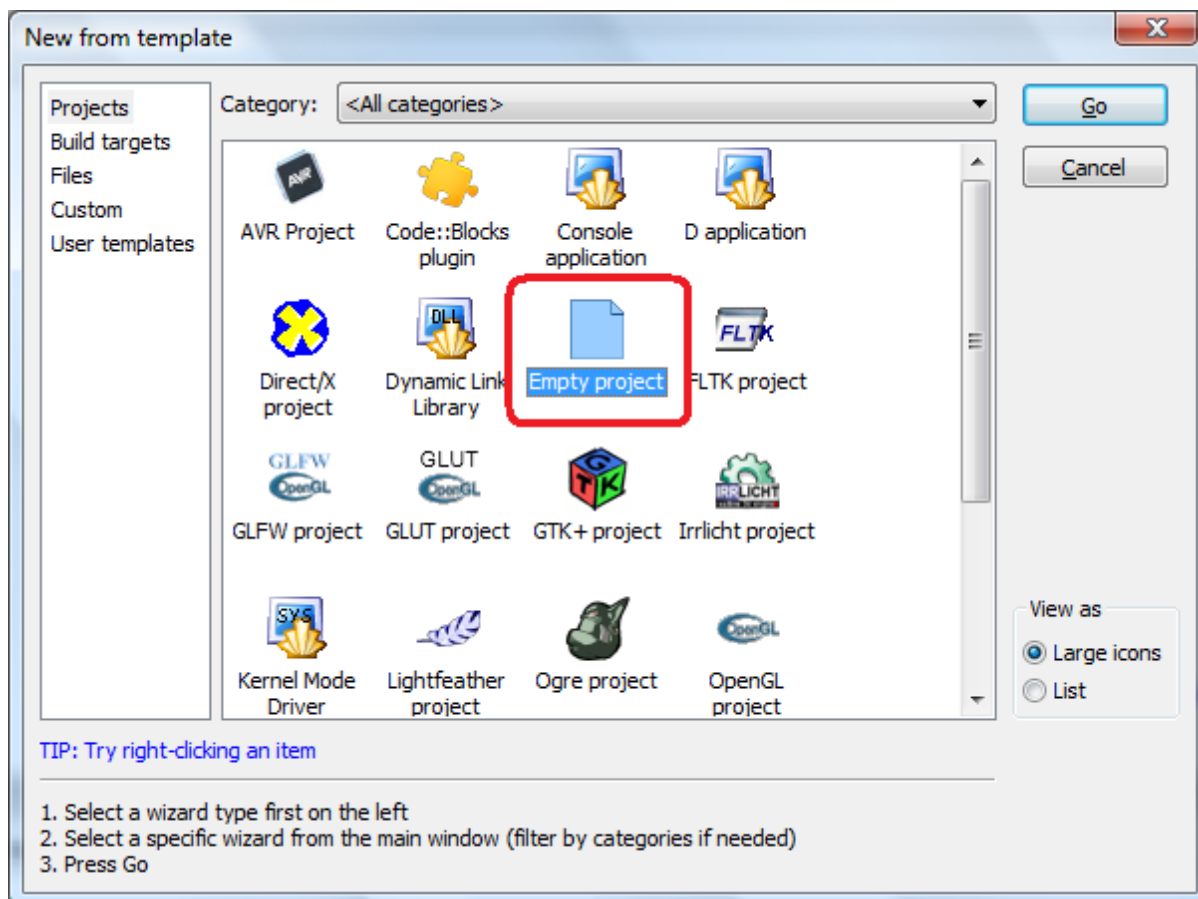 New from template
Projects
Build targets
Files
Custom
User templates
Category: <All categories>
Go
Cancel
AVR
AVR Project
Code::Blocks
plugin
Console
application
D application
Direct/X
project
DLL
Dynamic Link
Library
Empty project
FLTK
FLTK project
GLFW
OpenGL
GLFW project
GLUT
OpenGL
GLUT project
GTK
GTK+ project
IRRLICHT
Irrlicht project
SYS
Kernel Mode
Driver
Lightfeather
project
Ogre project
OpenGL
OpenGL
project
View as
Large icons
List
TIP: Try right-clicking an item
1. Select a wizard type first on the left
2. Select a specific wizard from the main window (filter by categories if needed)
3. Press Go